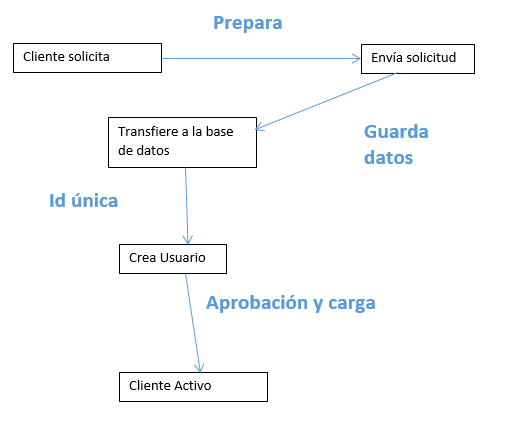 Prepara
Cliente solicita
Envía solicitud
Transfiere a la base
de datos
Guarda
datos
Id única
Crea Usuario
Aprobación y carga
Cliente Activo